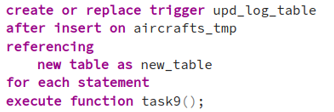 create or replace trigger upd_log_table
after insert on aircrafts_tmp
referencing
    new table as new_table
for each statement
execute function task9();